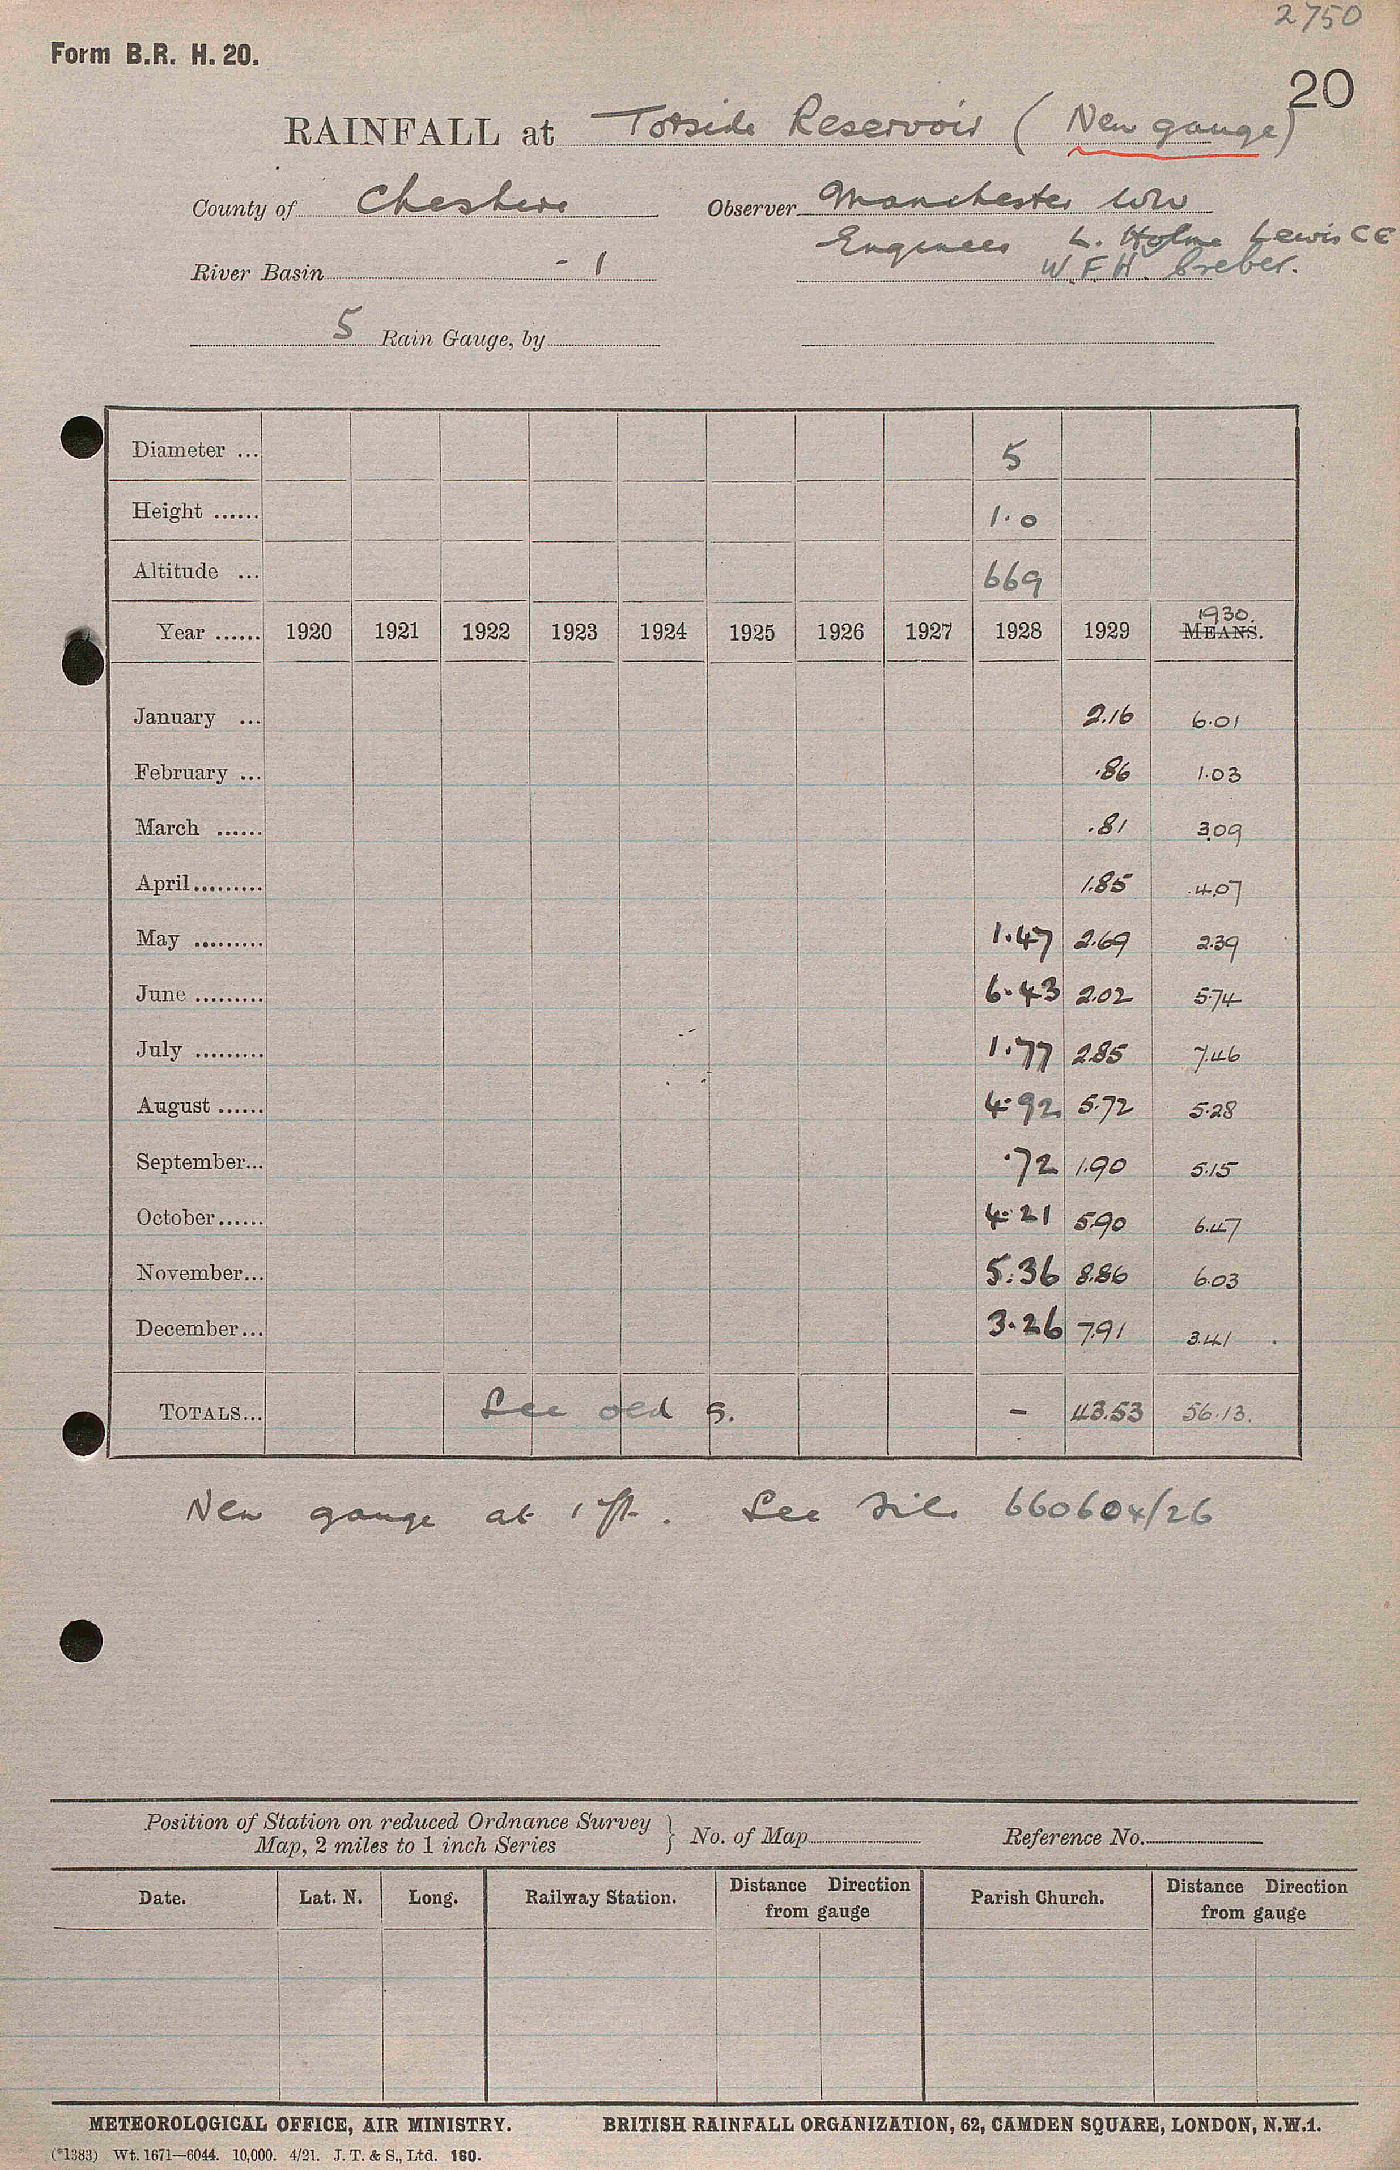 2750
Form B.R. H. 20.
20
RAINFALL at Torside Reservoir (New gauge)
County of Cheshire Observer Manchester WW
Engineer L. Holme Lewis CE
River Basin - 1 W.F.H. Creber.
5 Rain Gauge, by
Diameter ... 5
Height ...... 1.0
Altitude ... 669
1930.
Year ...... 1920 1921 1922 1923 1924 1925 1926 1927 1928 1929 MEANS.
January ... 2.16 6.01
February ... .86 1.03
March ...... .81 3.09
April......... 1.85 4.07
May ......... 1.47 2.69 2.39
June ......... 6.43 2.02 5.74
July ......... 1.77 2.85 7.46
August ...... 4.92 5.72 5.28
September... .72 1.90 5.15
October...... 4.21 5.90 6.47
November... 5.36 8.86 6.03
December... 3.26 7.91 3.41
TOTALS... See old g. - 43.53 56.13.
New gauge at 1 ft. See file 660604/26
Position of Station on reduced Ordnance Survey
Map, 2 miles to 1 inch Series } No. of Map Reference No.
Date. Lat. N. Long. Railway Station. Distance Direction from gauge Parish Church. Distance Direction from gauge
METEOROLOGICAL OFFICE, AIR MINISTRY. BRITISH RAINFALL ORGANIZATION, 62, CAMDEN SQUARE, LONDON, N.W.1.
(*1383) Wt. 1671—6044. 10,000. 4/21. J. T. & S., Ltd. 160.